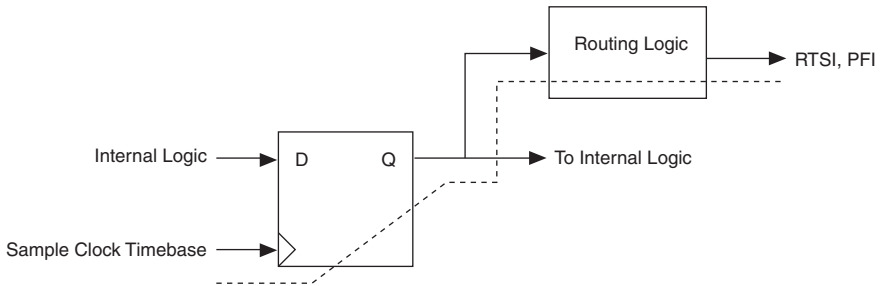 Routing Logic
RTSI, PFI
Internal Logic
D
Q
To Internal Logic
Sample Clock Timebase